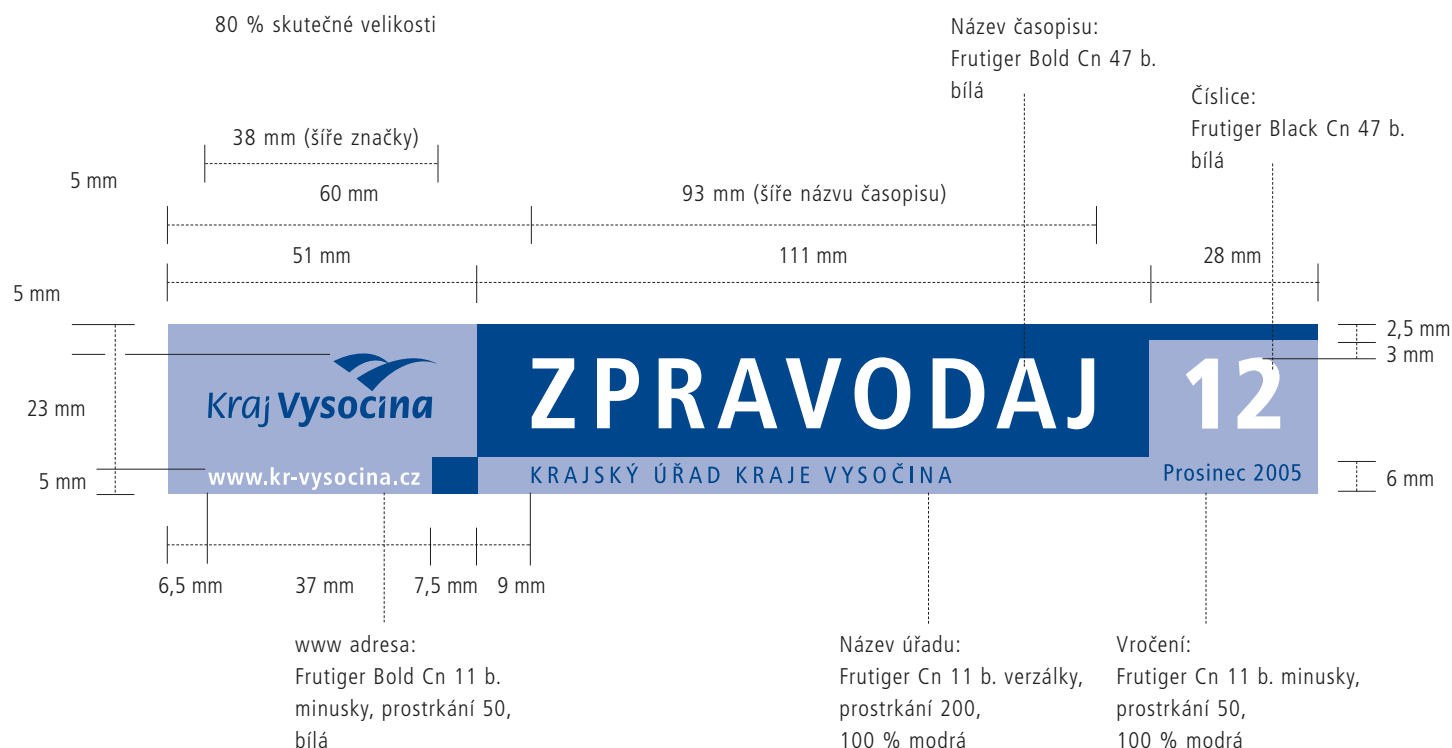 80 % skutečné velikosti
Název časopisu:
Frutiger Bold Cn 47 b.
bílá
Číslice:
Frutiger Black Cn 47 b.
bílá
38 mm (šíře značky)
5 mm
60 mm
93 mm (šíře názvu časopisu)
51 mm
111 mm
28 mm
5 mm
2,5 mm
3 mm
23 mm
Kraj Vysočina
ZPRAVODAJ
12
5 mm
www.kr-vysocina.cz
KRAJSKÝ ÚŘAD KRAJE VYSOČINA
Prosinec 2005
6 mm
6,5 mm
37 mm
7,5 mm
9 mm
www adresa:
Frutiger Bold Cn 11 b.
minusky, prostrkání 50,
bílá
Název úřadu:
Frutiger Cn 11 b. verzálky,
prostrkání 200,
100 % modrá
Vročení:
Frutiger Cn 11 b. minusky,
prostrkání 50,
100 % modrá